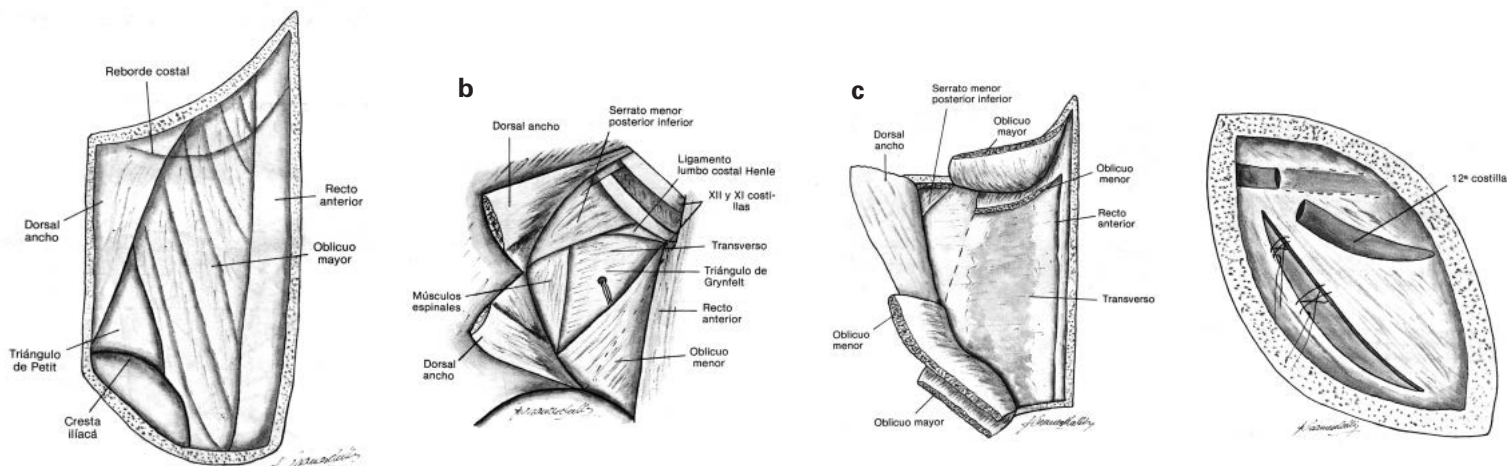 Reborde costal
Dorsal
ancho
Triángulo
de Petit
Cresta
ilíacá
Recto
anterior
Oblicuo
mayor
b
Dorsal ancho
Serrato menor
posterior inferior
Ligamento
lumbo costal Henle
XII y XI costi-
llas
Transverso
Triángulo de
Grynfelt
Recto
anterior
Oblicuo
menor
Músculos
espinales
Dorsal
ancho
c
Serrato menor
posterior inferior
Dorsal
ancho
Oblicuo
mayor
Oblicuo
menor
Recto
anterior
Transverso
Oblicuo
menor
Oblicuo mayor
12ª costilla